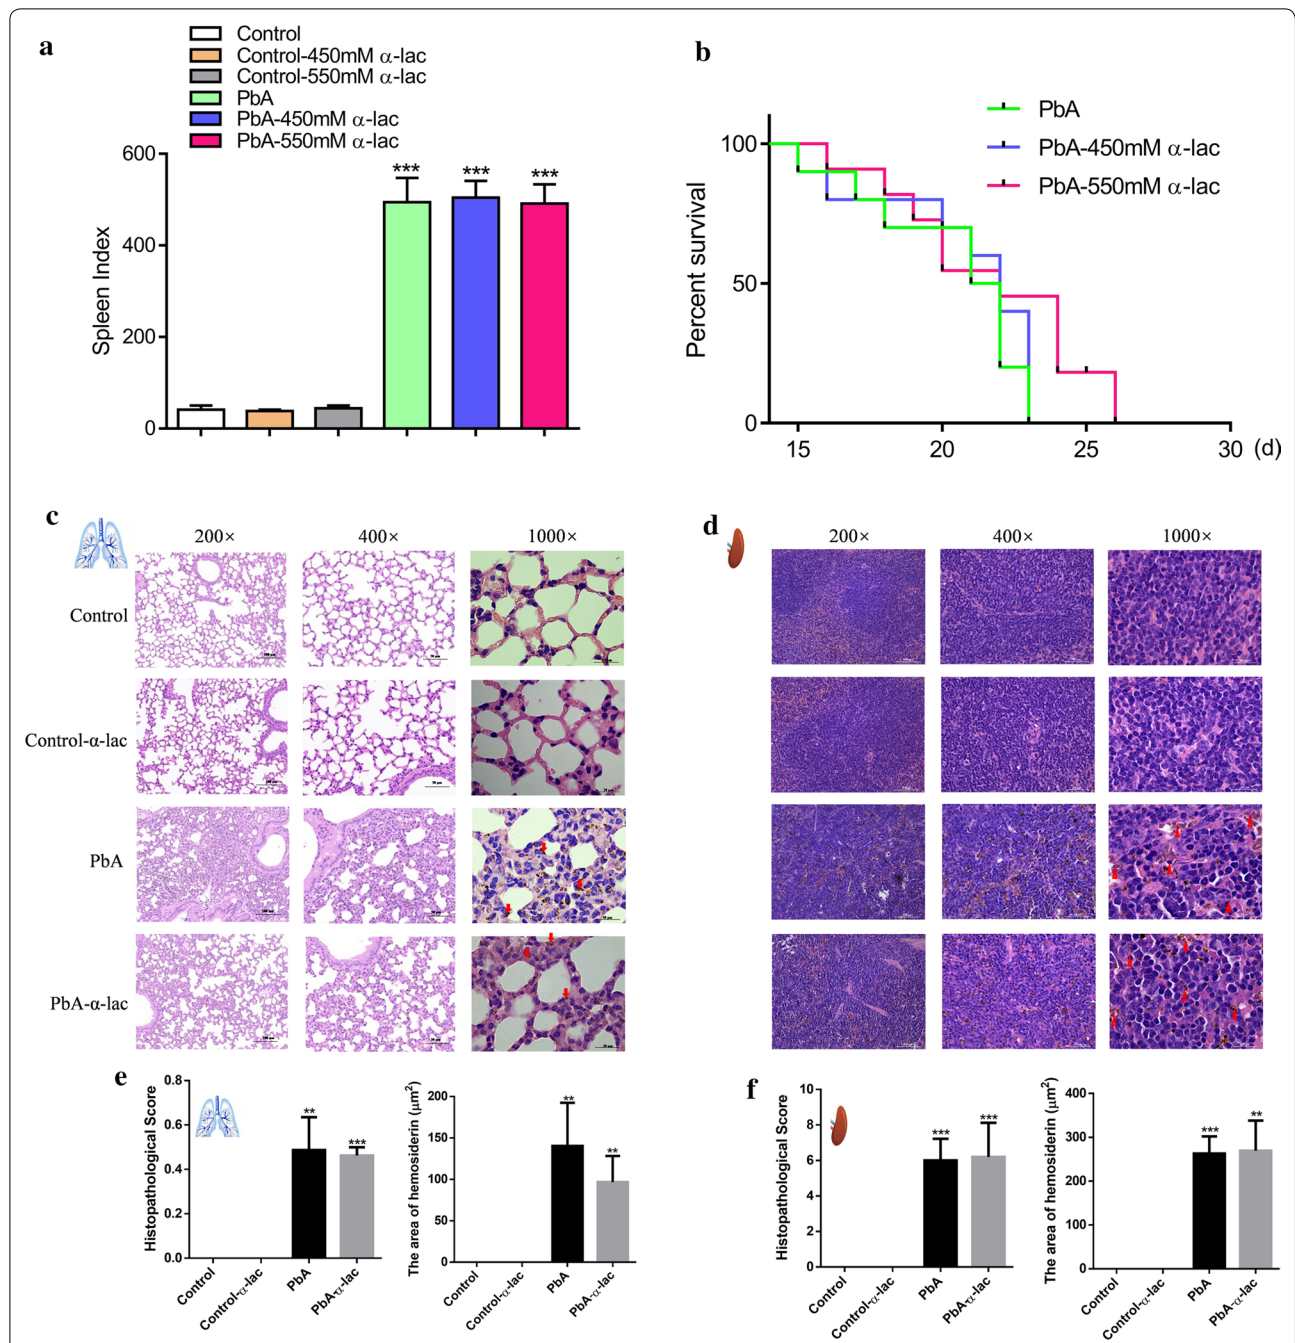 a
Control
Control-450mM α-lac
Control-550mM α-lac
PbA
PbA-450mM α-lac
PbA-550mM α-lac
Spleen Index
600
400
200
0
***
***
***
b
PbA
PbA-450mM α-lac
PbA-550mM α-lac
Percent survival
100
50
0
15
20
25
30
(d)
c
200×
400×
1000×
Control
Control-α-lac
PbA
PbA-α-lac
d
200×
400×
1000×
e
Histopathological Score
0.8
0.6
0.4
0.2
0.0
**
***
Control
Control-α-lac
PbA
PbA-α-lac
The area of hemosiderin (μm²)
200
150
100
50
0
**
**
Control
Control-α-lac
PbA
PbA-α-lac
f
Histopathological Score
10
8
6
4
2
0
***
***
Control
Control-α-lac
PbA
PbA-α-lac
The area of hemosiderin (μm²)
400
300
200
100
0
***
**
Control
Control-α-lac
PbA
PbA-α-lac